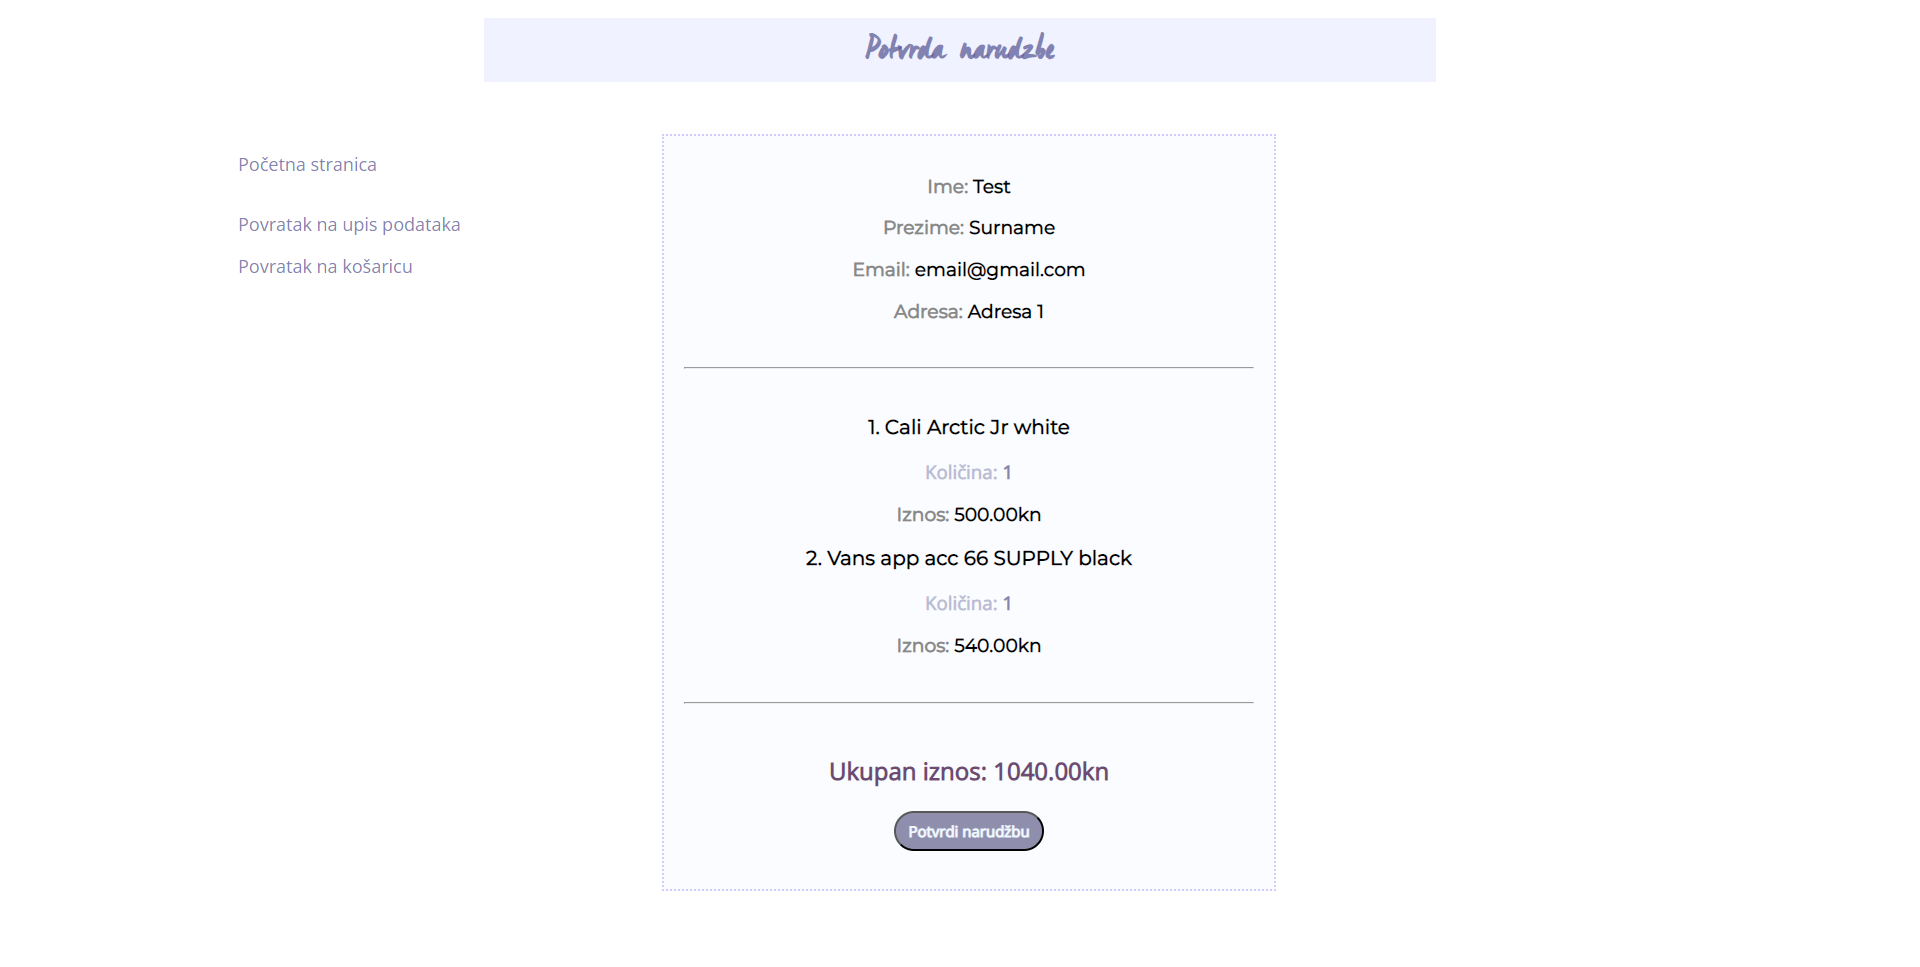 Potvrda narudzbe
Početna stranica
Povratak na upis podataka
Povratak na košaricu
Ime: Test
Prezime: Surname
Email: email@gmail.com
Adresa: Adresa 1
1. Cali Arctic Jr white
Količina: 1
Iznos: 500.00kn
2. Vans app acc 66 SUPPLY black
Količina: 1
Iznos: 540.00kn
Ukupan iznos: 1040.00kn
Potvrdi narudžbu